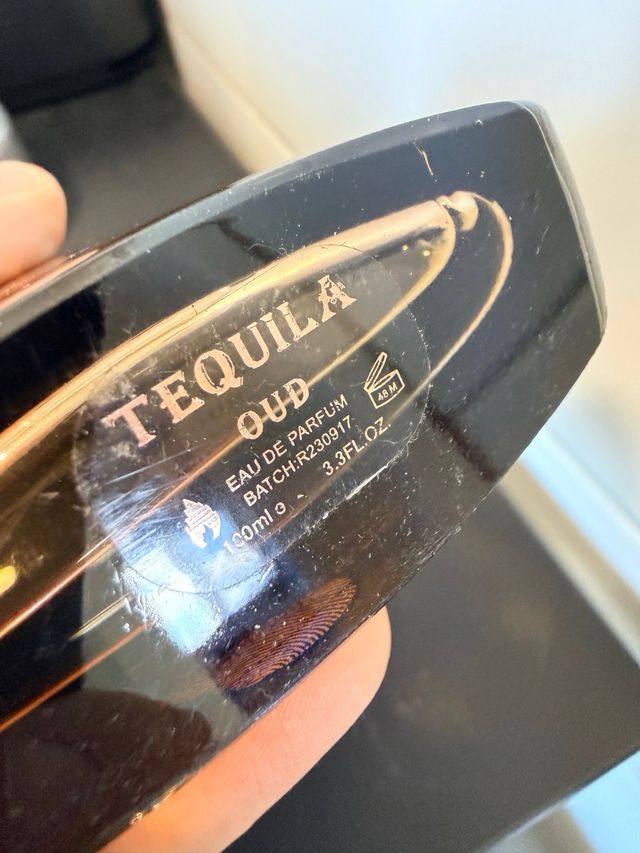 TEQUiLA
OUD
EAU DE PARFUM
BATCH:R230917
100ml e 3.3FL.OZ
48 M